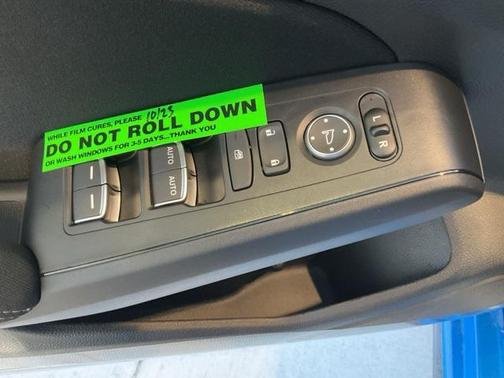 WHILE FILM CURES, PLEASE 10/23
DO NOT ROLL DOWN
OR WASH WINDOWS FOR 3-5 DAYS...THANK YOU
AUTO
AUTO
L
R